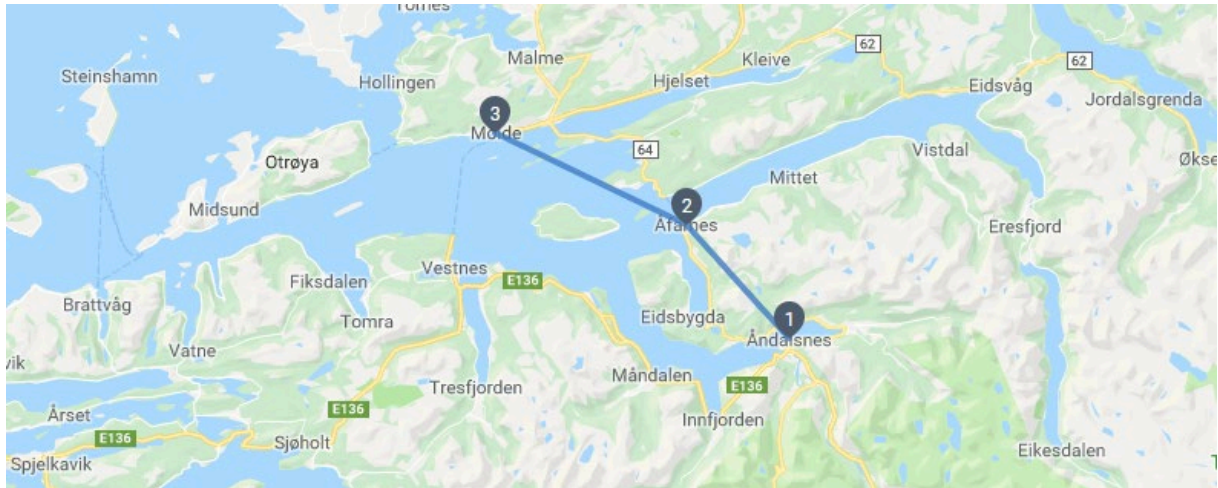 Tornes
Malme
62
Kleive
62
Steinshamn
Hollingen
Hjelset
Eidsvåg
Jordalsgrenda
3
Molde
64
Otrøya
Vistdal
Økse
Mittet
2
Åfarnes
Midsund
Eresfjord
Vestnes
E136
Fiksdalen
Brattvåg
Eidsbygda
1
Tomra
Åndalsnes
Vatne
vik
Måndalen
E136
Tresfjorden
Årset
E136
Innfjorden
E136
Sjøholt
Eikesdalen
Spjelkavik
T